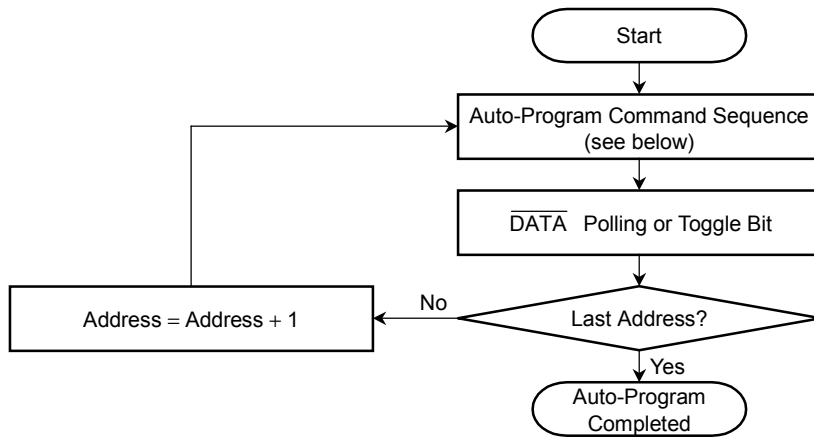 Start
Auto-Program Command Sequence
(see below)
DATA Polling or Toggle Bit
Address = Address + 1
No
Last Address?
Yes
Auto-Program
Completed